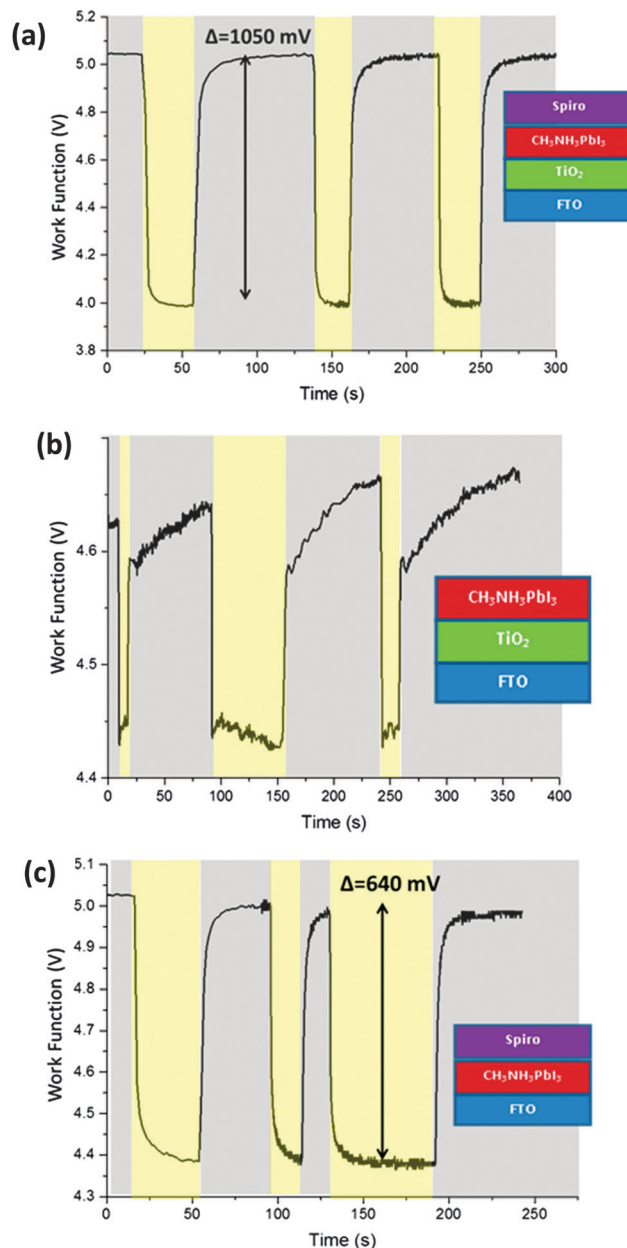 (a)
Δ=1050 mV
5.0
4.8
4.6
4.4
4.2
4.0
3.8
Work Function (V)
0 50 100 150 200 250 300
Time (s)
Spiro
CH₃NH₃PbI₃
TiO₂
FTO
(b)
4.6
4.4
Work Function (V)
0 50 100 150 200 250 300 350 400
Time (s)
CH₃NH₃PbI₃
TiO₂
FTO
(c)
Δ=640 mV
5.1
5.0
4.9
4.8
4.7
4.6
4.5
4.4
4.3
Work Function (V)
0 50 100 150 200 250
Time (s)
Spiro
CH₃NH₃PbI₃
FTO